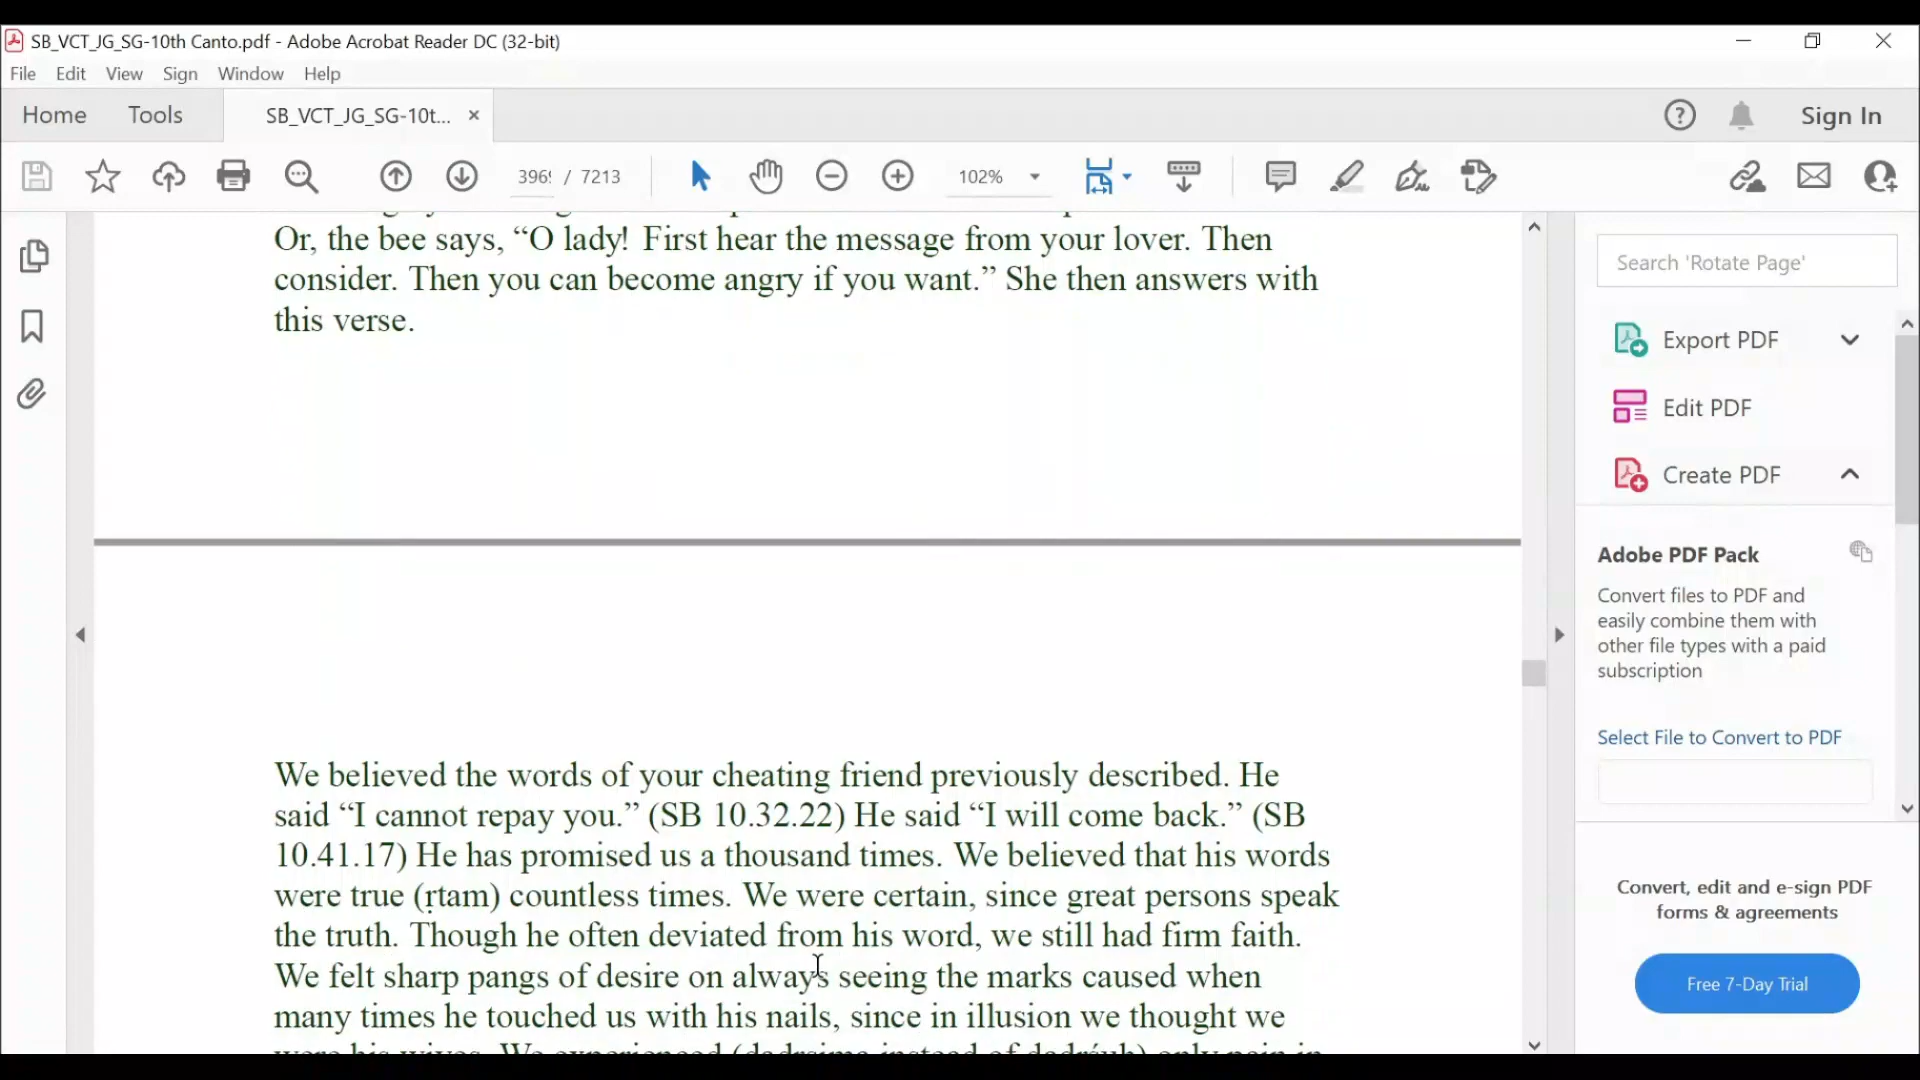 SB_VCT_JG_SG-10th Canto.pdf - Adobe Acrobat Reader DC (32-bit)
File Edit View Sign Window Help
Home Tools SB_VCT_JG_SG-10t... Sign In
/ 7213 102%
Or, the bee says, “O lady! First hear the message from your lover. Then
consider. Then you can become angry if you want.” She then answers with
this verse.
We believed the words of your cheating friend previously described. He
said “I cannot repay you.” (SB 10.32.22) He said “I will come back.” (SB
10.41.17) He has promised us a thousand times. We believed that his words
were true (ṛtam) countless times. We were certain, since great persons speak
the truth. Though he often deviated from his word, we still had firm faith.
We felt sharp pangs of desire on always seeing the marks caused when
many times he touched us with his nails, since in illusion we thought we
Search 'Rotate Page'
Export PDF
Edit PDF
Create PDF
Adobe PDF Pack
Convert files to PDF and
easily combine them with
other file types with a paid
subscription
Select File to Convert to PDF
Convert, edit and e-sign PDF
forms & agreements
Free 7-Day Trial